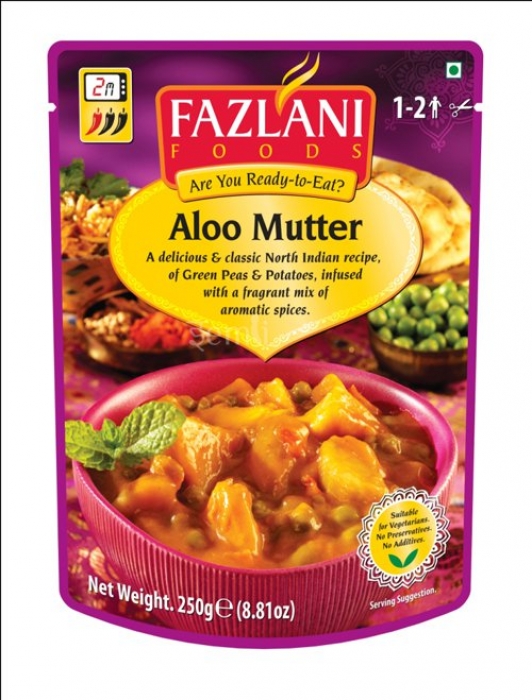 2m
1-2
FAZLANI
FOODS
Are You Ready-to-Eat?
Aloo Mutter
A delicious & classic North Indian recipe,
of Green Peas & Potatoes, infused
with a fragrant mix of
aromatic spices.
Suitable
for Vegetarians.
No Preservatives.
No Additives.
Net Weight. 250g℮ (8.81oz)
Serving Suggestion.